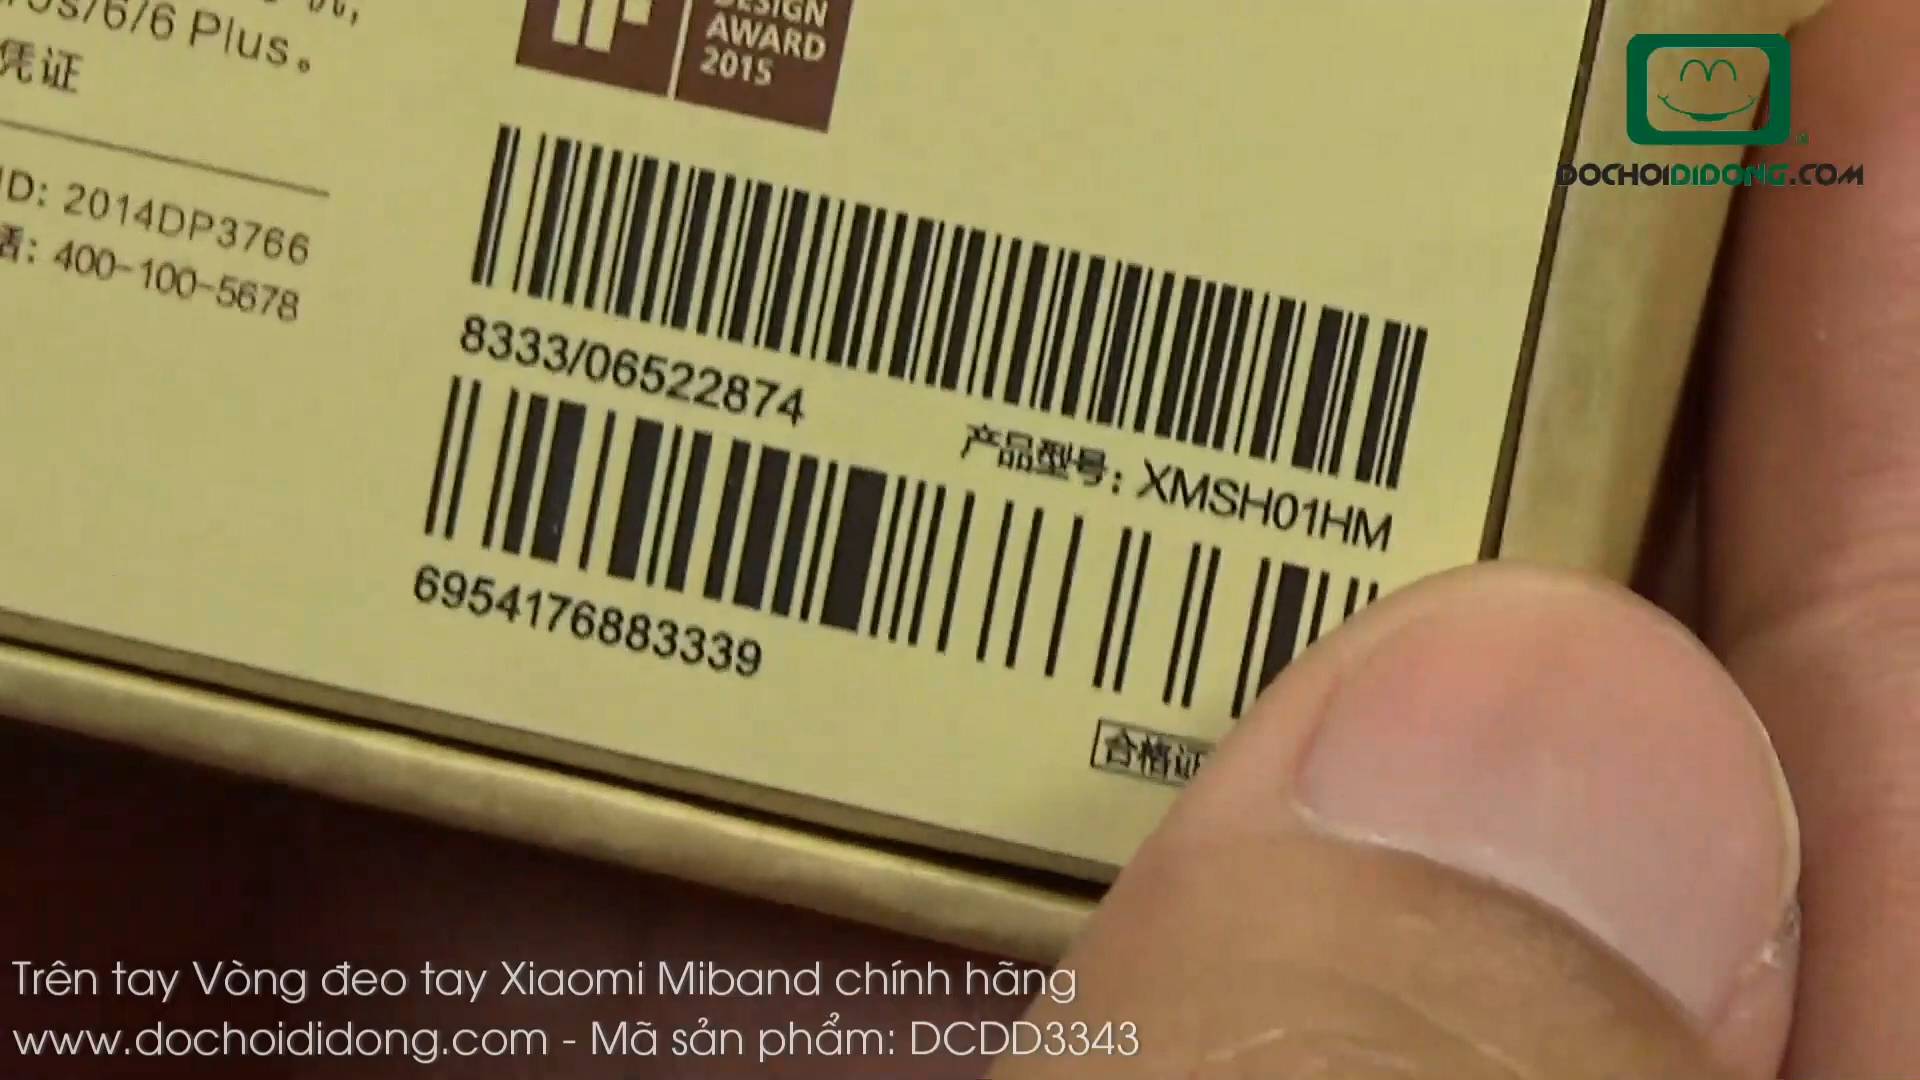 /6/6 Plus。
凭证
ID: 2014DP3766
话: 400-100-5678
DESIGN
AWARD
2015
8333/06522874
产品型号: XMSH01HM
6954176883339
合格证
DOCHOIDIDONG.COM
Trên tay Vòng đeo tay Xiaomi Miband chính hãng
www.dochoididong.com - Mã sản phẩm: DCDD3343